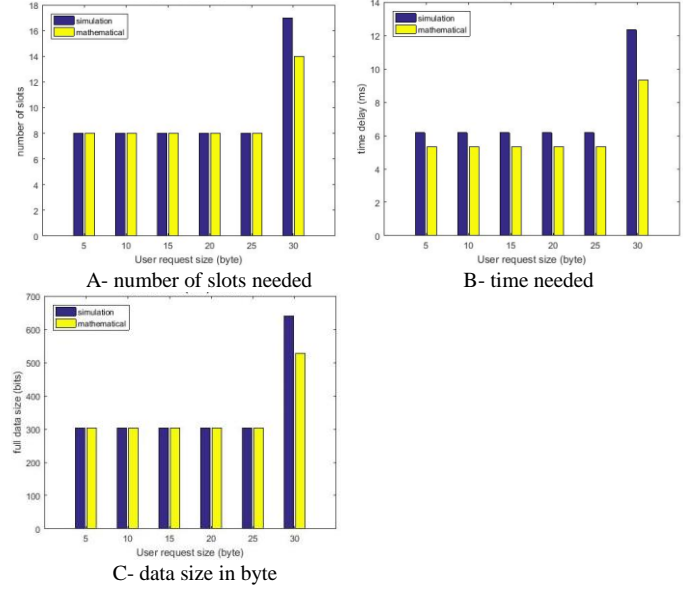 18
16
14
12
10
8
6
4
2
0
number of slots
simulation
mathematical
5 10 15 20 25 30
User request size (byte)
A- number of slots needed
14
12
10
8
6
4
2
0
time delay (ms)
simulation
mathematical
5 10 15 20 25 30
User request size (byte)
B- time needed
700
600
500
400
300
200
100
0
full data size (bits)
simulation
mathematical
5 10 15 20 25 30
User request size (byte)
C- data size in byte